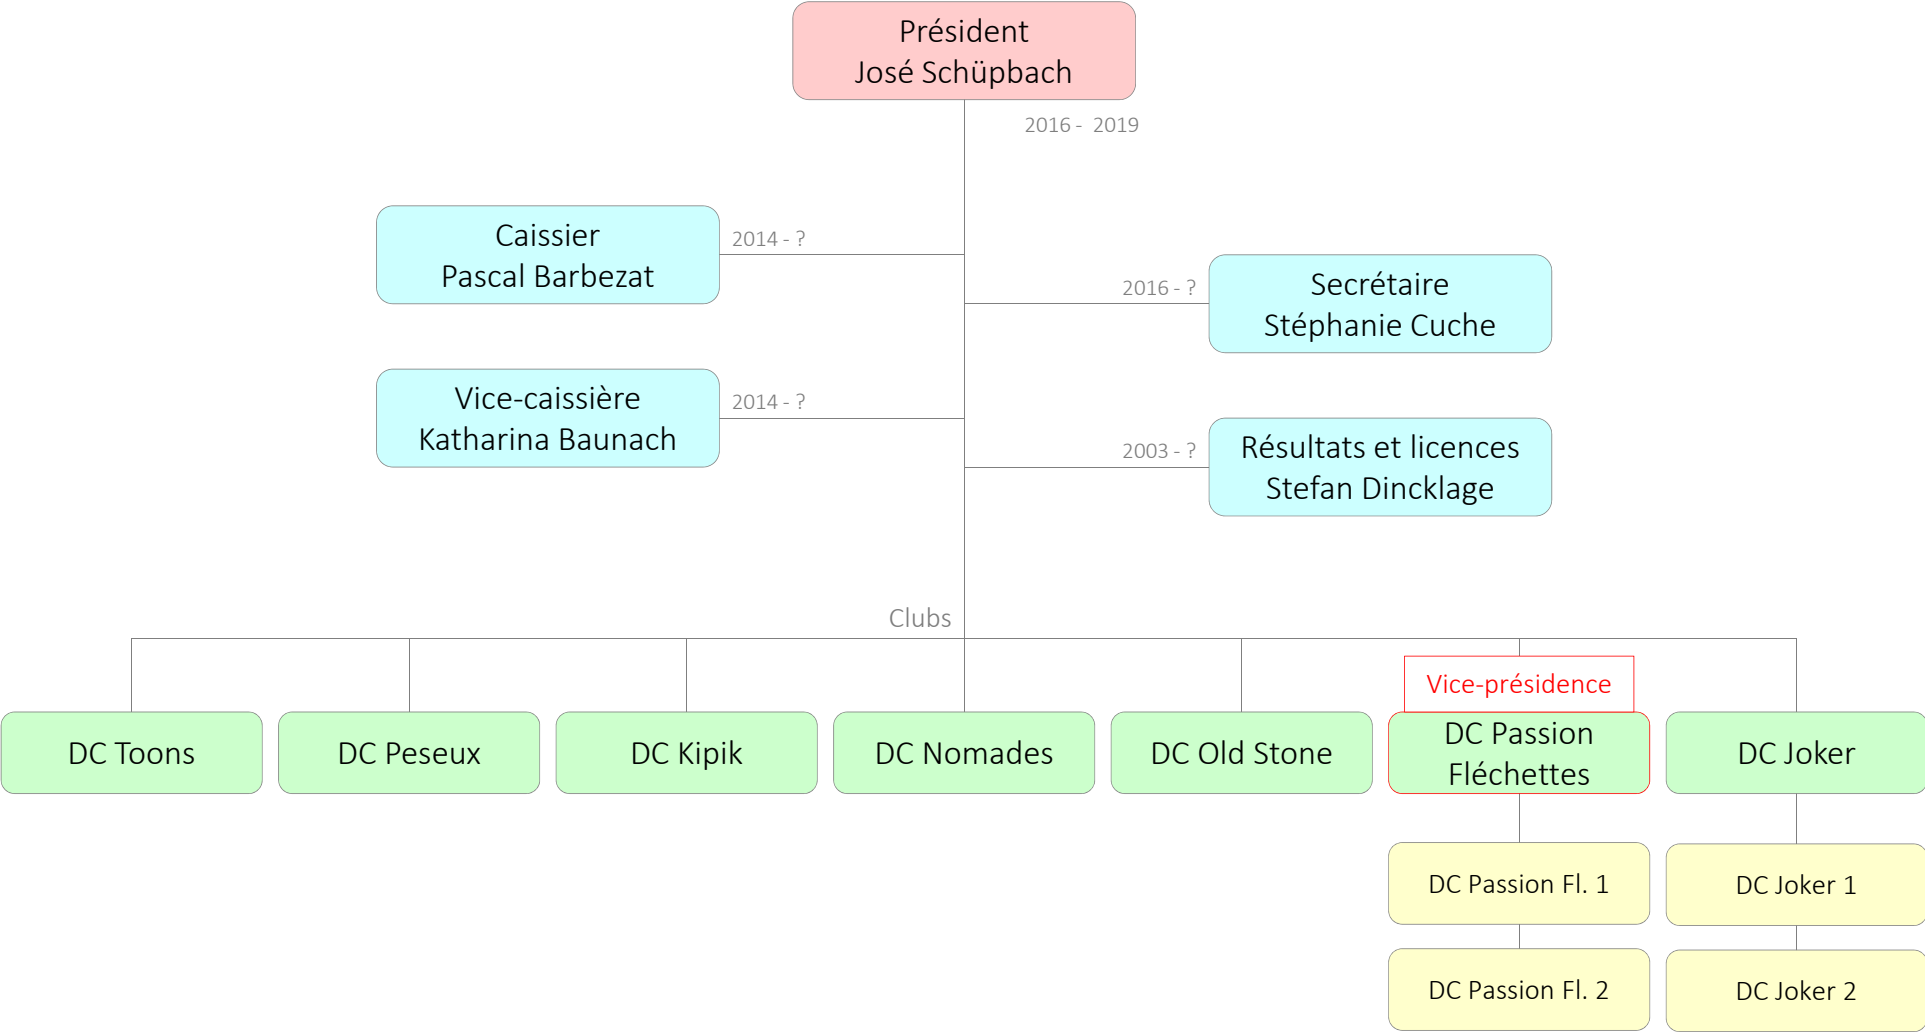 Président
José Schüpbach
2016 - 2019
Caissier
Pascal Barbezat
2014 - ?
2016 - ?
Secrétaire
Stéphanie Cuche
Vice-caissière
Katharina Baunach
2014 - ?
2003 - ?
Résultats et licences
Stefan Dincklage
Clubs
Vice-présidence
DC Toons
DC Peseux
DC Kipik
DC Nomades
DC Old Stone
DC Passion
Fléchettes
DC Joker
DC Passion Fl. 1
DC Joker 1
DC Passion Fl. 2
DC Joker 2